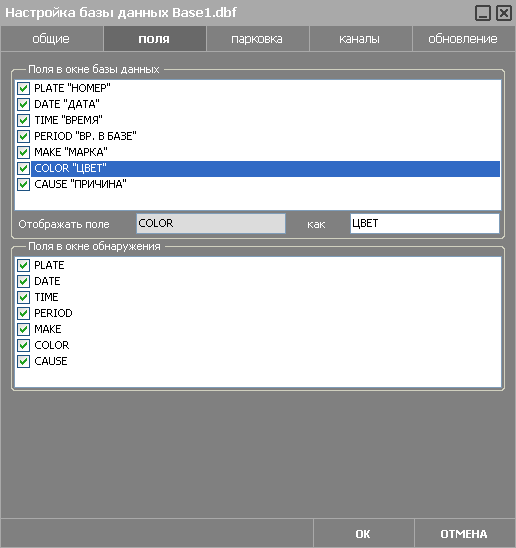 Настройка базы данных Base1.dbf
общие поля парковка каналы обновление
Поля в окне базы данных
PLATE "НОМЕР"
DATE "ДАТА"
TIME "ВРЕМЯ"
PERIOD "ВР. В БАЗЕ"
MAKE "МАРКА"
COLOR "ЦВЕТ"
CAUSE "ПРИЧИНА"
Отображать поле COLOR как ЦВЕТ
Поля в окне обнаружения
PLATE
DATE
TIME
PERIOD
MAKE
COLOR
CAUSE
ОК ОТМЕНА